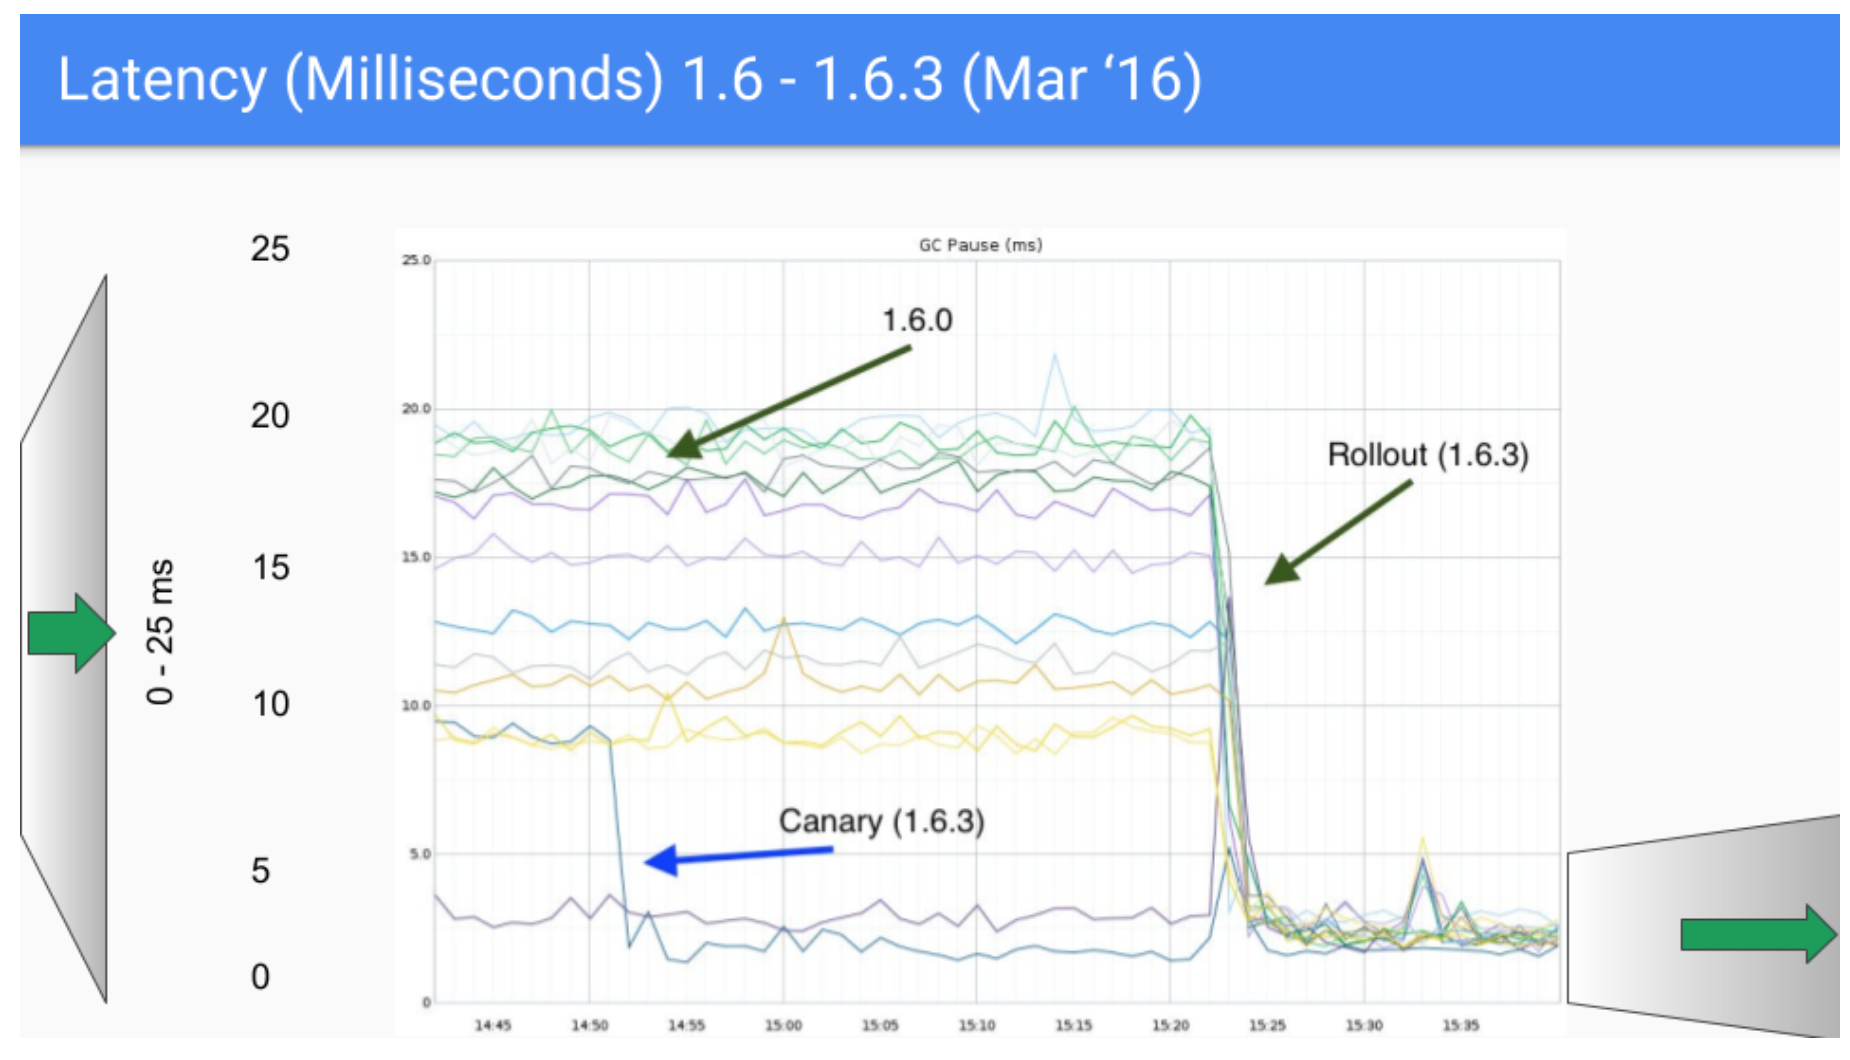 Latency (Milliseconds) 1.6 - 1.6.3 (Mar ‘16)
25
20
15
10
5
0
0 - 25 ms
GC Pause (ms)
25.0
20.0
15.0
10.0
5.0
0
1.6.0
Rollout (1.6.3)
Canary (1.6.3)
14:45 14:50 14:55 15:00 15:05 15:10 15:15 15:20 15:25 15:30 15:35